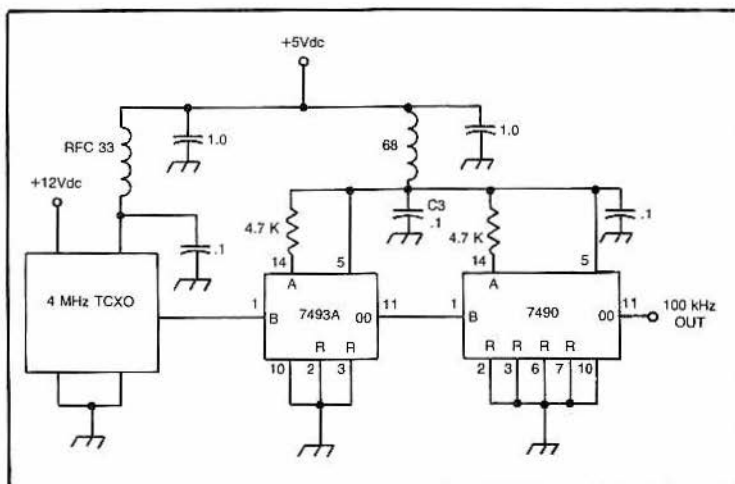 +5Vdc
1.0
1.0
RFC 33
68
+12Vdc
C3
.1
.1
4.7 K
4.7 K
.1
14
5
14
5
A
A
4 MHz TCXO
1
B
7493A
00
11
1
B
7490
00
11
100 kHz
OUT
R
R
R
R
R
10
2
3
2
3
6
7
10